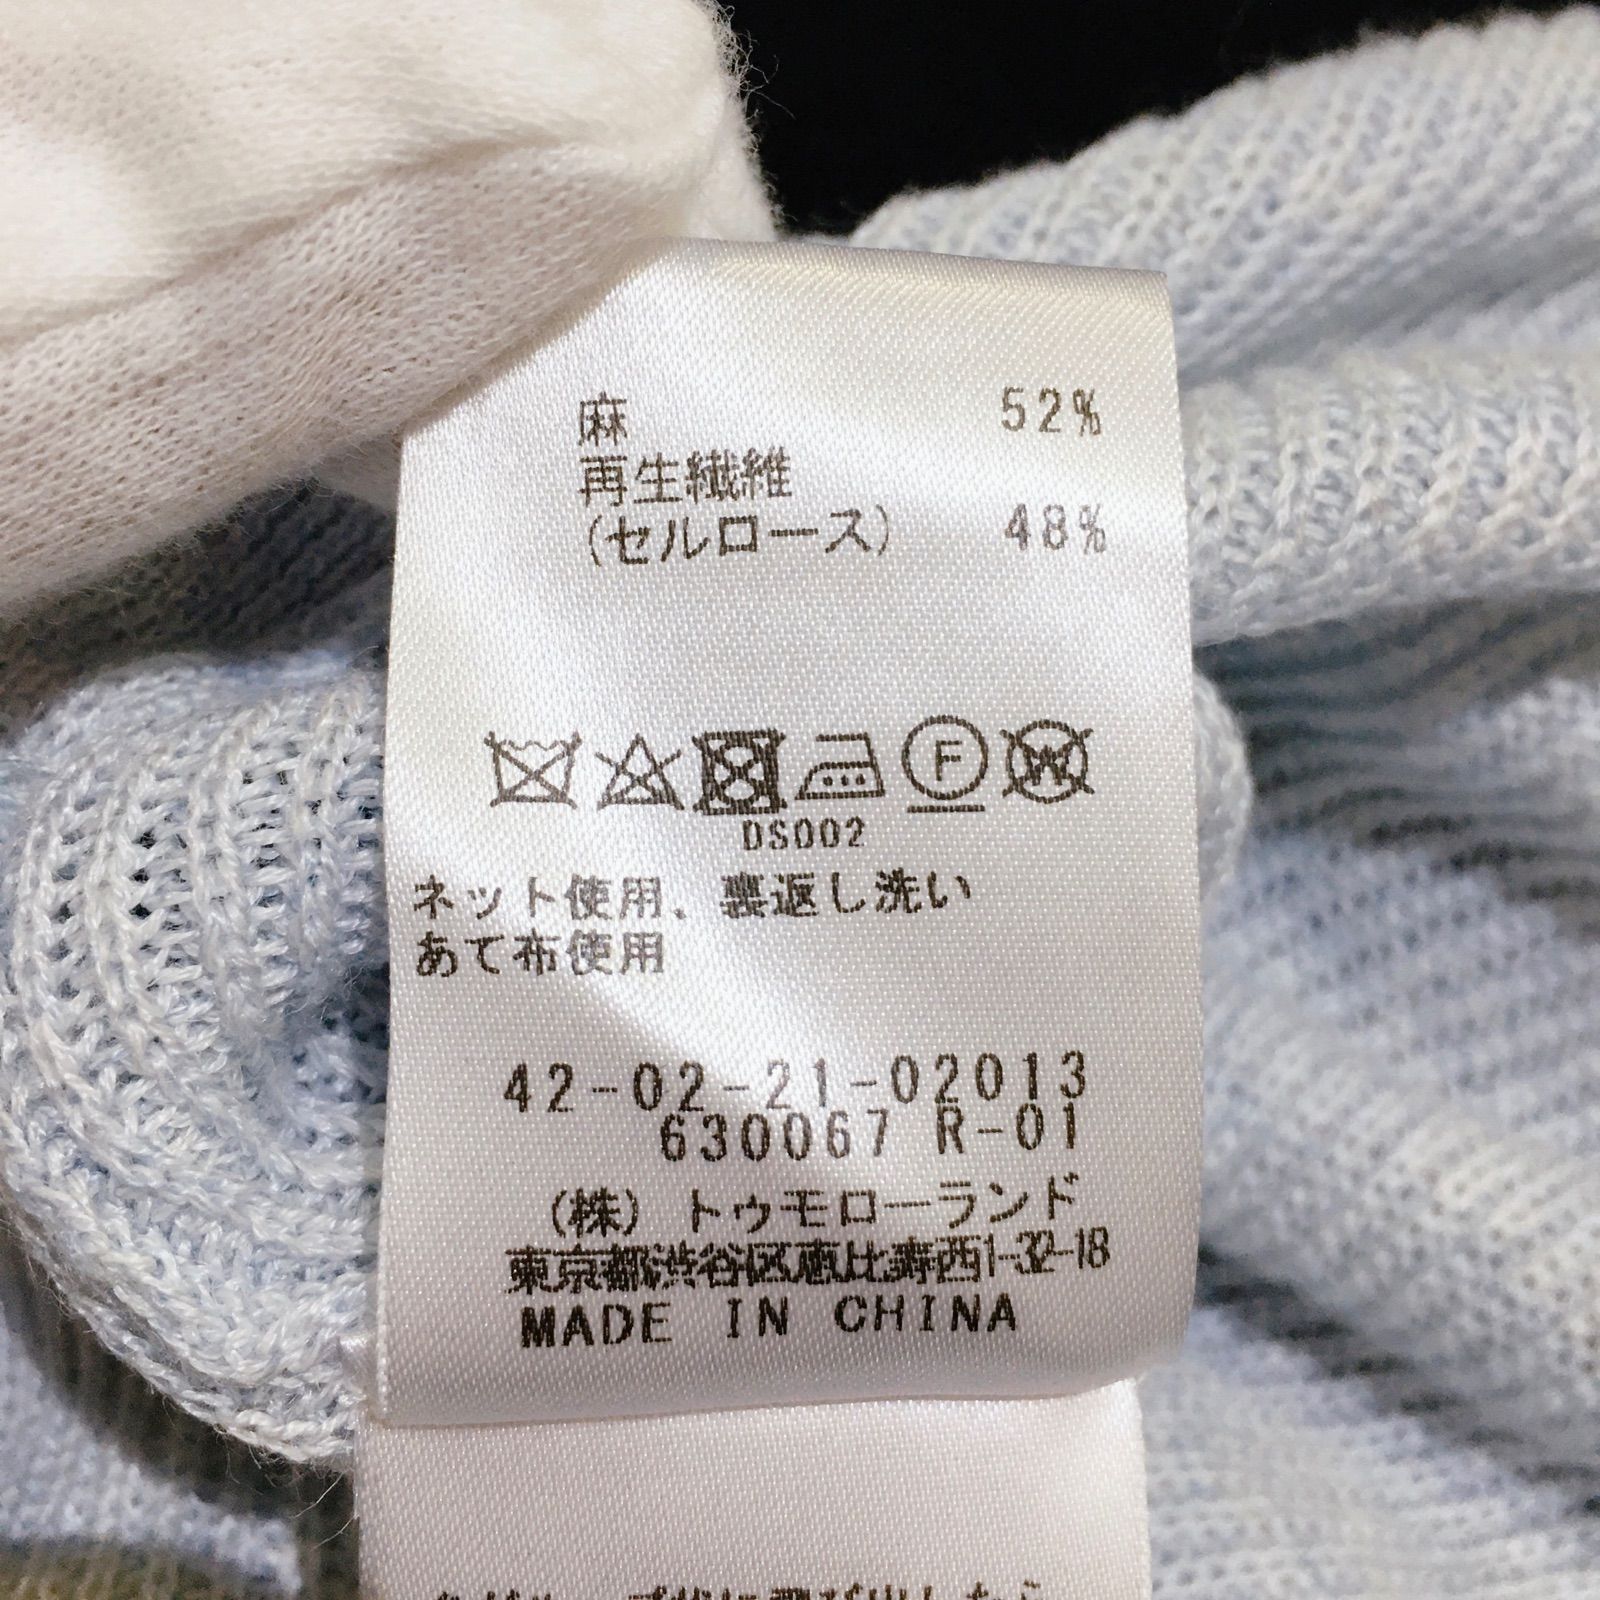 麻 52%
再生繊維
(セルロース) 48%
F W
DS002
ネット使用、裏返し洗い
あて布使用
42-02-21-02013
630067 R-01
(株) トゥモローランド
東京都渋谷区恵比寿西1-32-18
MADE IN CHINA